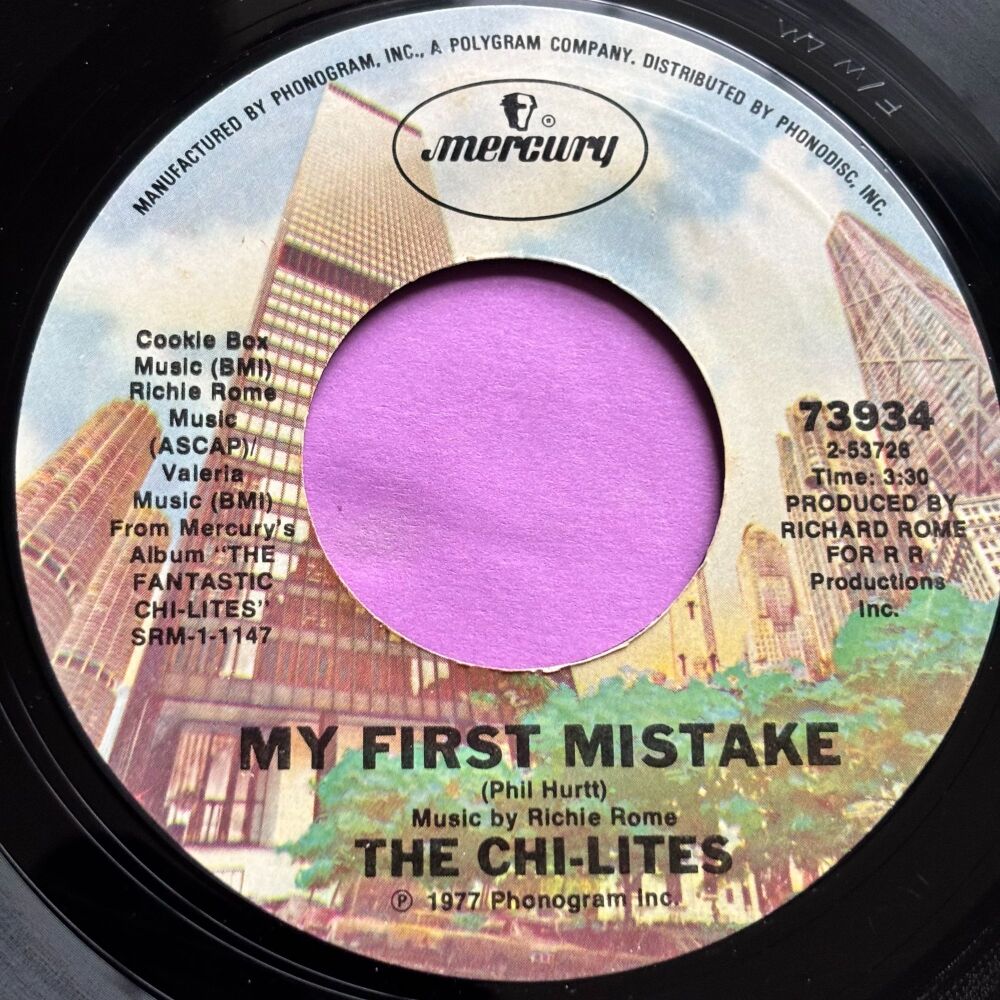 MANUFACTURED BY PHONOGRAM, INC., A POLYGRAM COMPANY. DISTRIBUTED BY PHONODISC, INC.
mercury ®
Cookie Box
Music (BMI)
Richie Rome
Music
(ASCAP)/
Valeria
Music (BMI)
From Mercury's
Album "THE
FANTASTIC
CHI-LITES"
SRM-1-1147
73934
2-53726
Time: 3:30
PRODUCED BY
RICHARD ROME
FOR R R
Productions
Inc.
MY FIRST MISTAKE
(Phil Hurtt)
Music by Richie Rome
THE CHI-LITES
℗ 1977 Phonogram Inc.